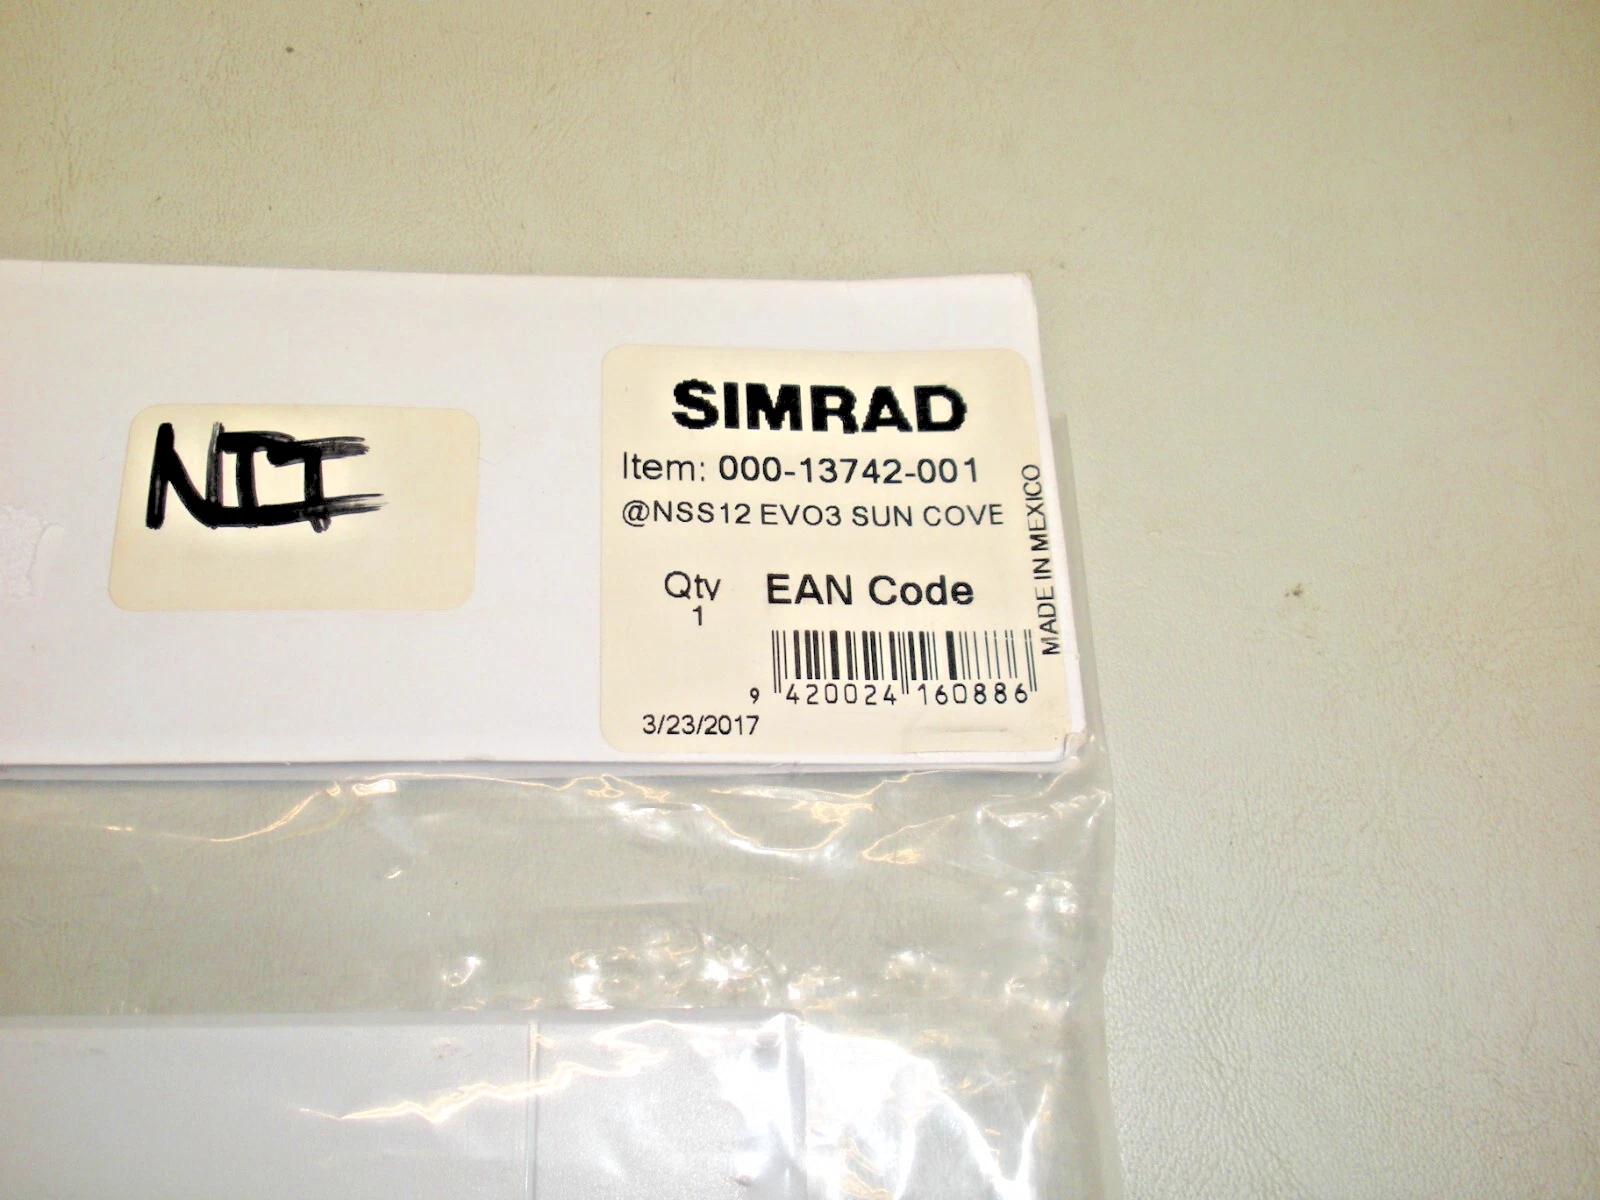 NII
SIMRAD
Item: 000-13742-001
@NSS12 EVO3 SUN COVE
Qty EAN Code
1
9 420024 160886
3/23/2017
MADE IN MEXICO